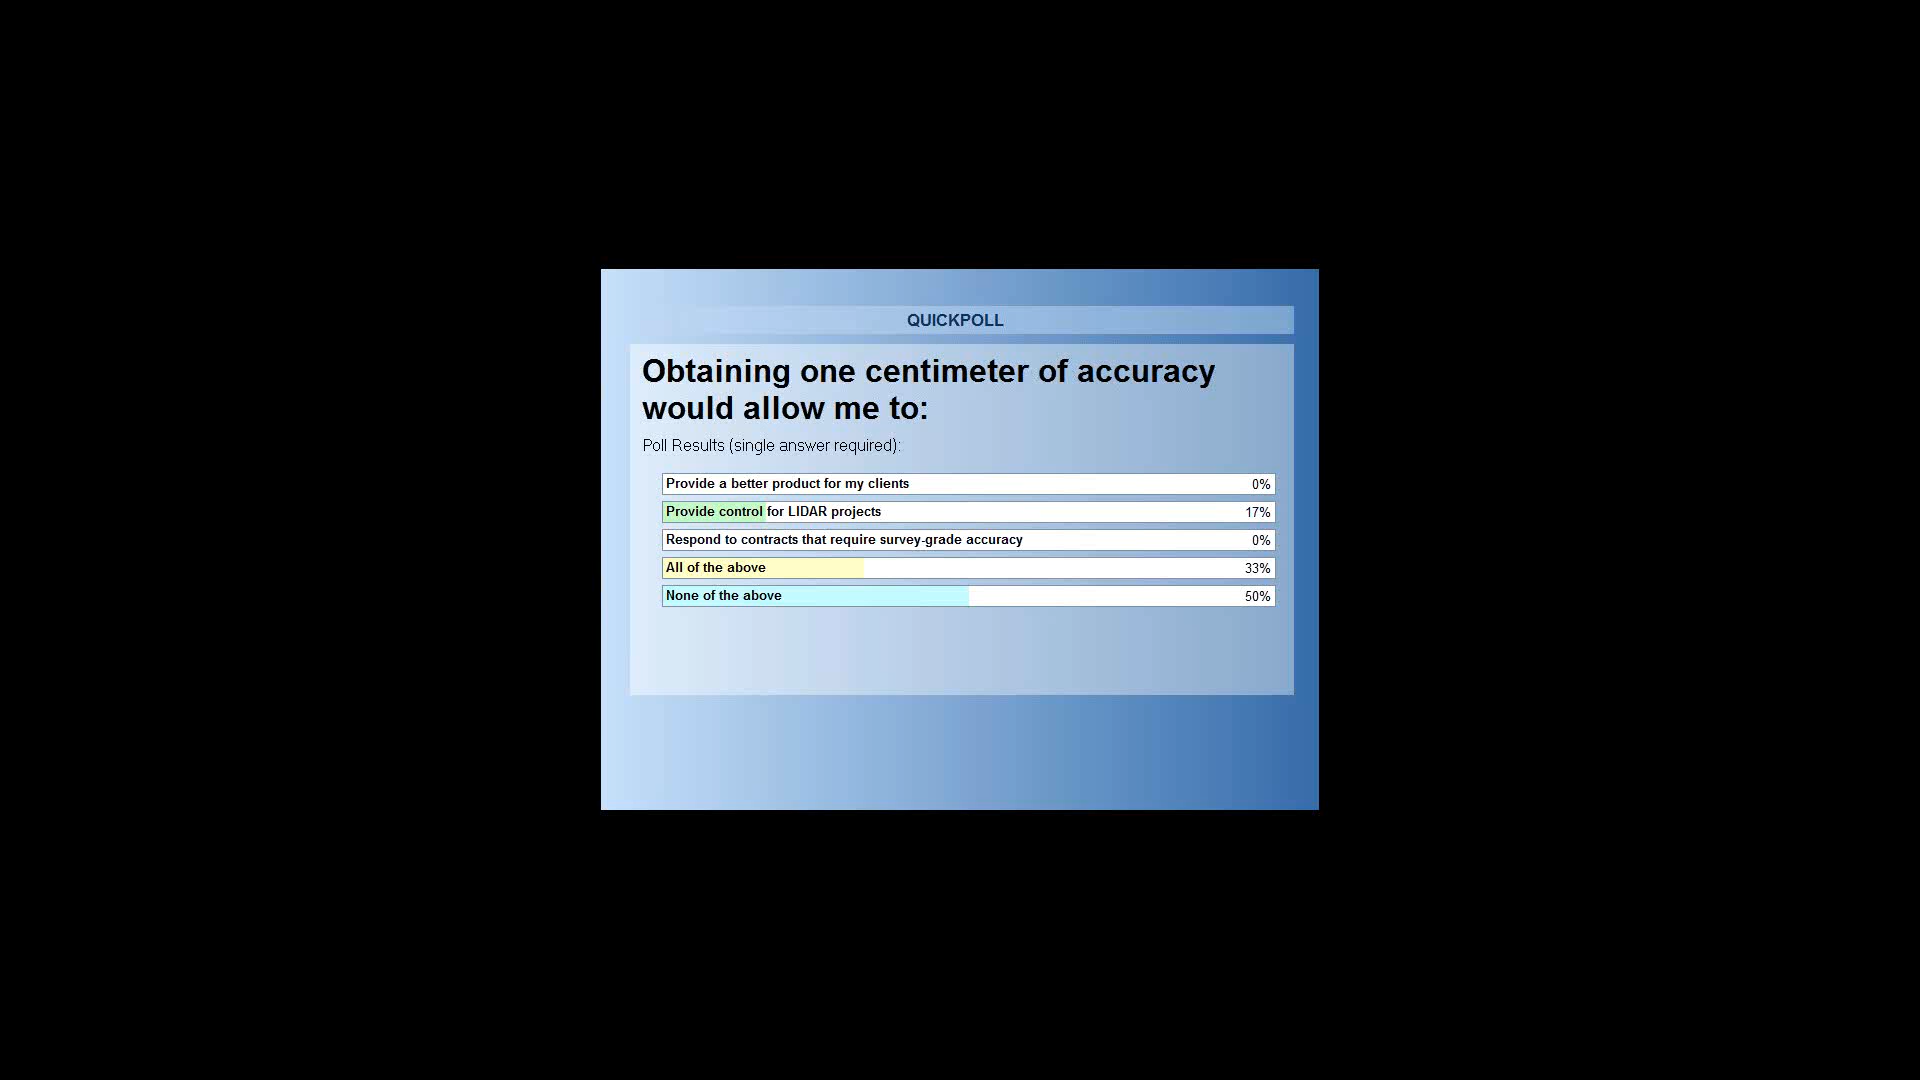 QUICKPOLL
Obtaining one centimeter of accuracy
would allow me to:
Poll Results (single answer required):
Provide a better product for my clients 0%
Provide control for LIDAR projects 17%
Respond to contracts that require survey-grade accuracy 0%
All of the above 33%
None of the above 50%